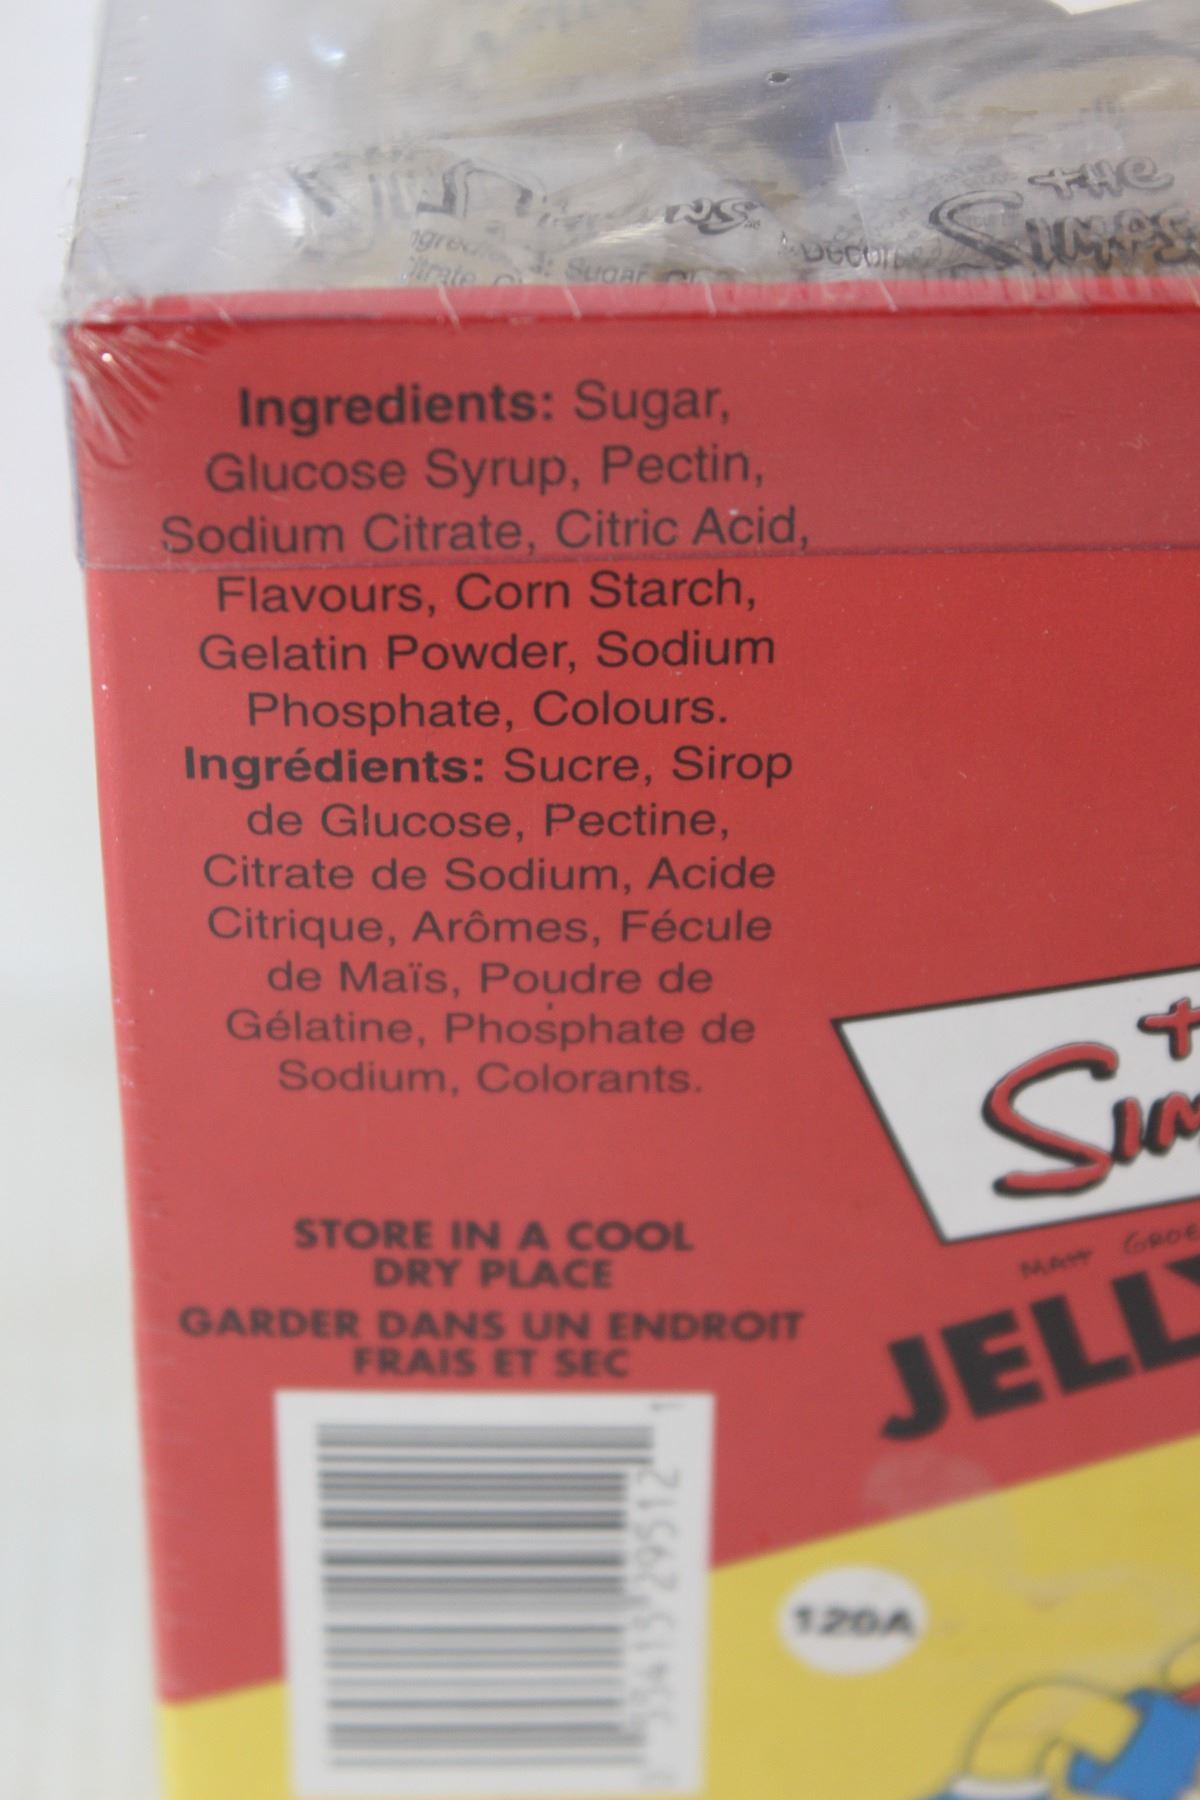 THE
Ingredients: Sugar,
Glucose Syrup, Pectin,
Sodium Citrate, Citric Acid,
Flavours, Corn Starch,
Gelatin Powder, Sodium
Phosphate, Colours.
Ingrédients: Sucre, Sirop
de Glucose, Pectine,
Citrate de Sodium, Acide
Citrique, Arômes, Fécule
de Maïs, Poudre de
Gélatine, Phosphate de
Sodium, Colorants.
STORE IN A COOL
DRY PLACE
GARDER DANS UN ENDROIT
FRAIS ET SEC
JELLY
120A